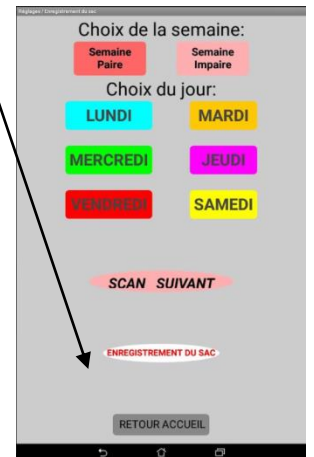 Réglages / Enregistrement du sac
Choix de la semaine:
Semaine Paire
Semaine Impaire
Choix du jour:
LUNDI MARDI
MERCREDI JEUDI
VENDREDI SAMEDI
SCAN SUIVANT
ENREGISTREMENT DU SAC
RETOUR ACCUEIL